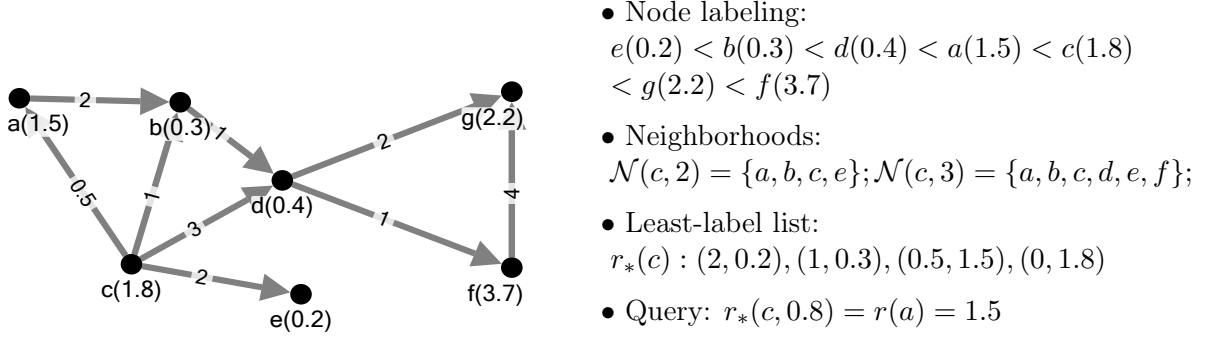 2
a(1.5)
b(0.3)
1
g(2.2)
2
0.5
1
d(0.4)
4
3
1
c(1.8)
2
e(0.2)
f(3.7)
• Node labeling:
e(0.2) < b(0.3) < d(0.4) < a(1.5) < c(1.8)
< g(2.2) < f(3.7)
• Neighborhoods:
𝒩(c, 2) = {a, b, c, e}; 𝒩(c, 3) = {a, b, c, d, e, f};
• Least-label list:
r∗(c) : (2, 0.2), (1, 0.3), (0.5, 1.5), (0, 1.8)
• Query: r∗(c, 0.8) = r(a) = 1.5